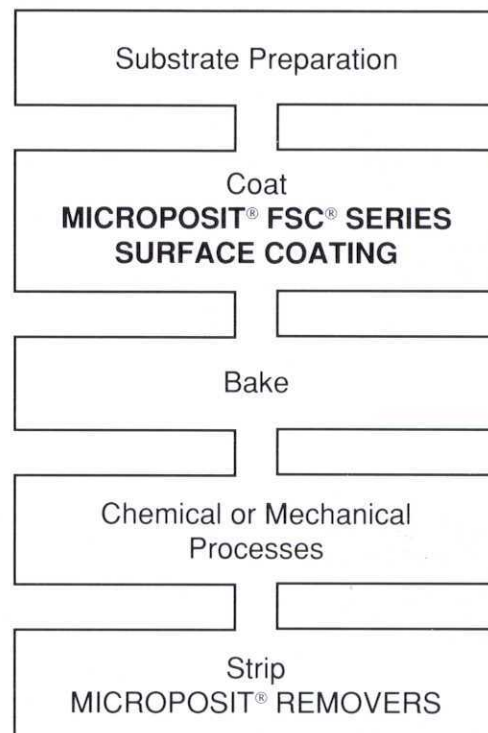 Substrate Preparation
Coat
MICROPOSIT® FSC® SERIES
SURFACE COATING
Bake
Chemical or Mechanical
Processes
Strip
MICROPOSIT® REMOVERS